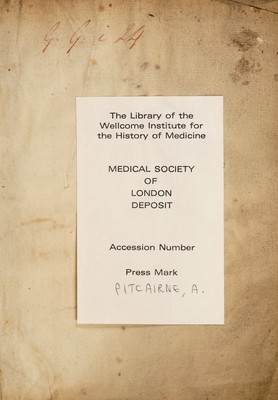 The Library of the
Wellcome Institute for
the History of Medicine
MEDICAL SOCIETY
OF
LONDON
DEPOSIT
Accession Number
Press Mark
PITCAIRNE, A.